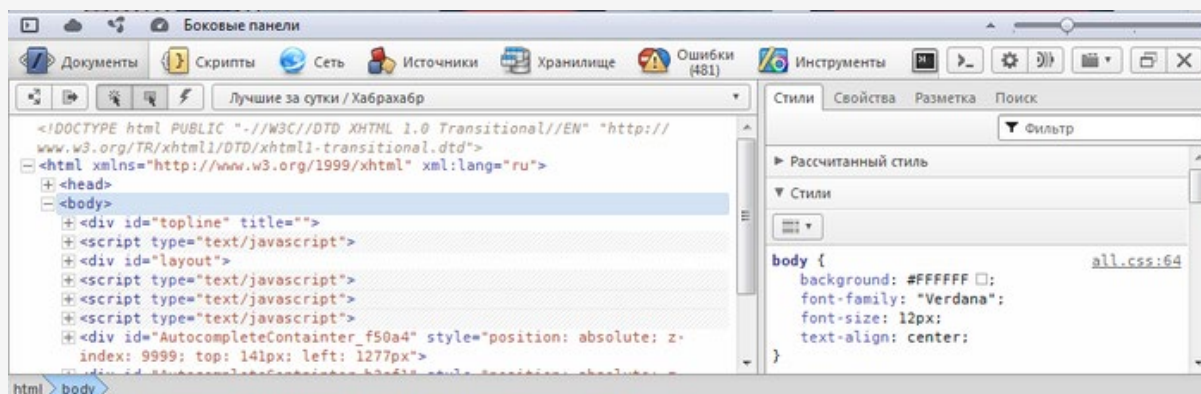 Боковые панели
Документы Скрипты Сеть Источники Хранилище Ошибки (481) Инструменты
Лучшие за сутки / Хабрахабр
Стили Свойства Разметка Поиск
Фильтр
<!DOCTYPE html PUBLIC "-//W3C//DTD XHTML 1.0 Transitional//EN" "http://
www.w3.org/TR/xhtml1/DTD/xhtml1-transitional.dtd">
<html xmlns="http://www.w3.org/1999/xhtml" xml:lang="ru">
<head>
<body>
<div id="topline" title="">
<script type="text/javascript">
<div id="layout">
<script type="text/javascript">
<script type="text/javascript">
<script type="text/javascript">
<div id="AutocompleteContainter_f50a4" style="position: absolute; z-
index: 9999; top: 141px; left: 1277px">
Рассчитанный стиль
Стили
body { all.css:64
background: #FFFFFF ;
font-family: "Verdana";
font-size: 12px;
text-align: center;
}
html body